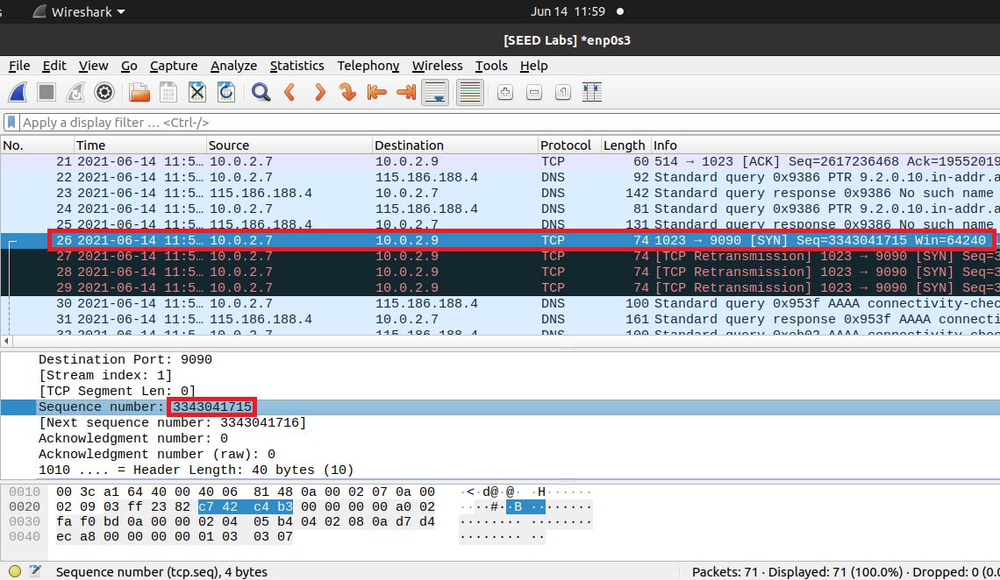 s Wireshark Jun 14 11:59
[SEED Labs] *enp0s3
File Edit View Go Capture Analyze Statistics Telephony Wireless Tools Help
Apply a display filter … <Ctrl-/>
No. Time Source Destination Protocol Length Info
21 2021-06-14 11:5… 10.0.2.7 10.0.2.9 TCP 60 514 → 1023 [ACK] Seq=2617236468 Ack=19552019
22 2021-06-14 11:5… 10.0.2.7 115.186.188.4 DNS 92 Standard query 0x9386 PTR 9.2.0.10.in-addr.a
23 2021-06-14 11:5… 115.186.188.4 10.0.2.7 DNS 142 Standard query response 0x9386 No such name
24 2021-06-14 11:5… 10.0.2.7 115.186.188.4 DNS 81 Standard query 0x9386 PTR 9.2.0.10.in-addr.a
25 2021-06-14 11:5… 115.186.188.4 10.0.2.7 DNS 131 Standard query response 0x9386 No such name
26 2021-06-14 11:5… 10.0.2.7 10.0.2.9 TCP 74 1023 → 9090 [SYN] Seq=3343041715 Win=64240
27 2021-06-14 11:5… 10.0.2.7 10.0.2.9 TCP 74 [TCP Retransmission] 1023 → 9090 [SYN] Seq=3
28 2021-06-14 11:5… 10.0.2.7 10.0.2.9 TCP 74 [TCP Retransmission] 1023 → 9090 [SYN] Seq=3
29 2021-06-14 11:5… 10.0.2.7 10.0.2.9 TCP 74 [TCP Retransmission] 1023 → 9090 [SYN] Seq=3
30 2021-06-14 11:5… 10.0.2.7 115.186.188.4 DNS 100 Standard query 0x953f AAAA connectivity-chec
31 2021-06-14 11:5… 115.186.188.4 10.0.2.7 DNS 161 Standard query response 0x953f AAAA connecti
32 2021-06-14 11:5… 10.0.2.7 115.186.188.4 DNS 100 Standard query 0xeb02 AAAA connectivity-chec
Destination Port: 9090
[Stream index: 1]
[TCP Segment Len: 0]
Sequence number: 3343041715
[Next sequence number: 3343041716]
Acknowledgment number: 0
Acknowledgment number (raw): 0
1010 .... = Header Length: 40 bytes (10)
0010 00 3c a1 64 40 00 40 06 81 48 0a 00 02 07 0a 00 ·<·d@·@· ·H······
0020 02 09 03 ff 23 82 c7 42 c4 b3 00 00 00 00 a0 02 ····#··B ········
0030 fa f0 bd 0a 00 00 02 04 05 b4 04 02 08 0a d7 d4 ········ ········
0040 ec a8 00 00 00 00 01 03 03 07 ········ ··
Sequence number (tcp.seq), 4 bytes Packets: 71 · Displayed: 71 (100.0%) · Dropped: 0 (0.0